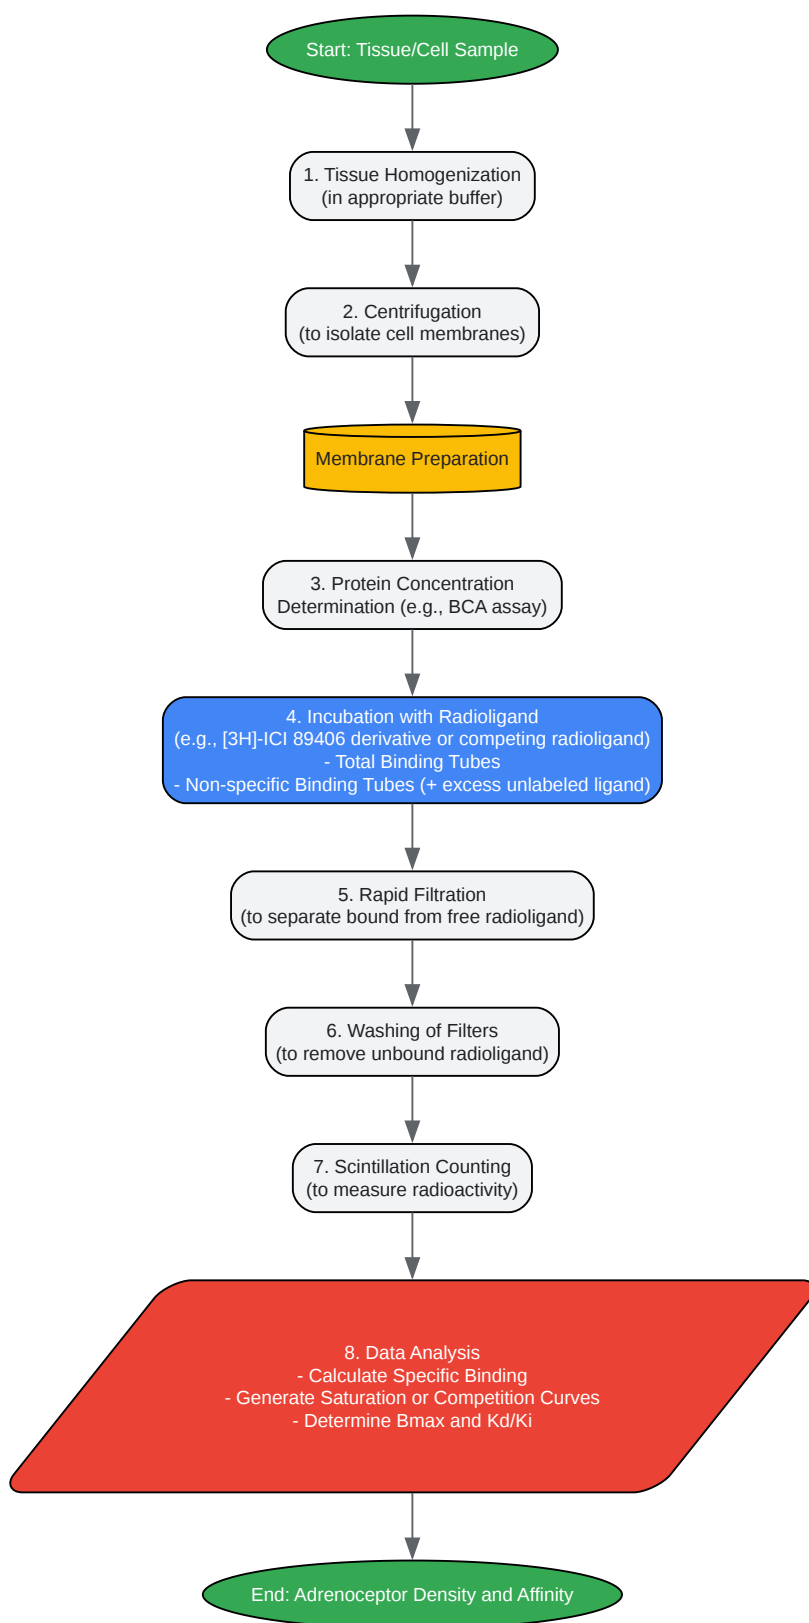 Start: Tissue/Cell Sample
1. Tissue Homogenization
(in appropriate buffer)
2. Centrifugation
(to isolate cell membranes)
Membrane Preparation
3. Protein Concentration
Determination (e.g., BCA assay)
4. Incubation with Radioligand
(e.g., [3H]-ICI 89406 derivative or competing radioligand)
- Total Binding Tubes
- Non-specific Binding Tubes (+ excess unlabeled ligand)
5. Rapid Filtration
(to separate bound from free radioligand)
6. Washing of Filters
(to remove unbound radioligand)
7. Scintillation Counting
(to measure radioactivity)
8. Data Analysis
- Calculate Specific Binding
- Generate Saturation or Competition Curves
- Determine Bmax and Kd/Ki
End: Adrenoceptor Density and Affinity